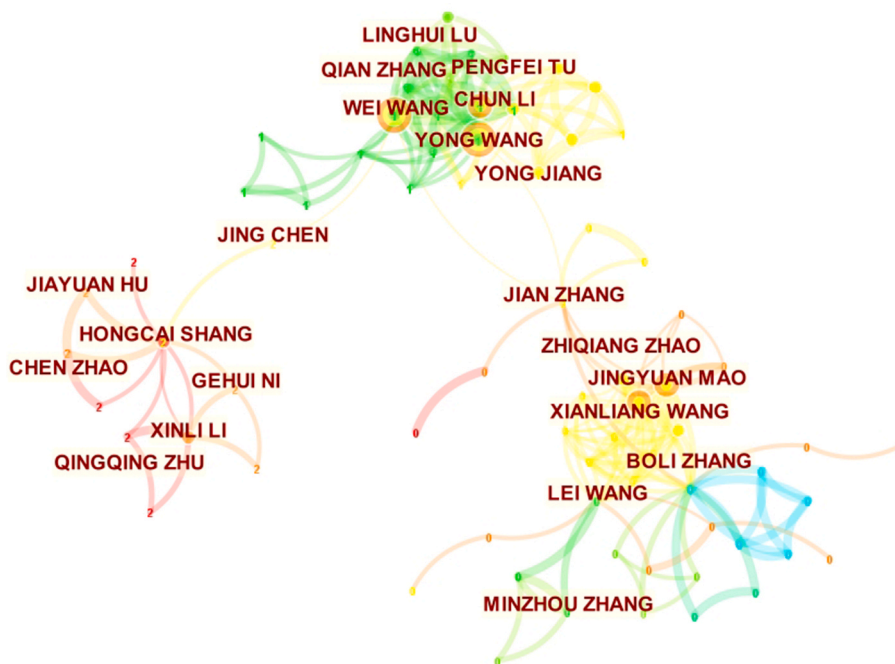 LINGHUI LU
QIAN ZHANG PENGFEI TU
WEI WANG CHUN LI
YONG WANG
YONG JIANG
JING CHEN
JIAYUAN HU
JIAN ZHANG
HONGCAI SHANG
ZHIQIANG ZHAO
CHEN ZHAO
GEHUI NI
JINGYUAN MAO
XIANLIANG WANG
XINLI LI
QINGQING ZHU
BOLI ZHANG
LEI WANG
MINZHOU ZHANG